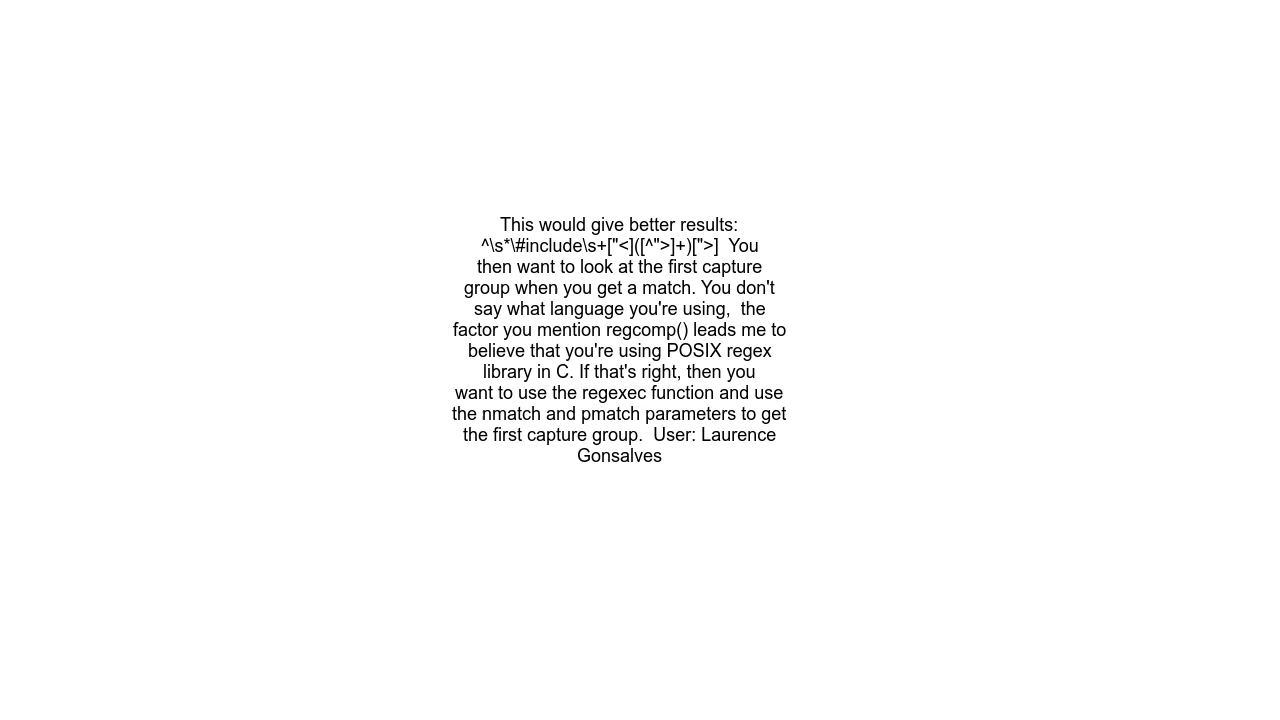 This would give better results:
^\s*\#include\s+["<]([^">]+)[">]  You
then want to look at the first capture
group when you get a match. You don't
say what language you're using,  the
factor you mention regcomp() leads me to
believe that you're using POSIX regex
library in C. If that's right, then you
want to use the regexec function and use
the nmatch and pmatch parameters to get
the first capture group.  User: Laurence
Gonsalves